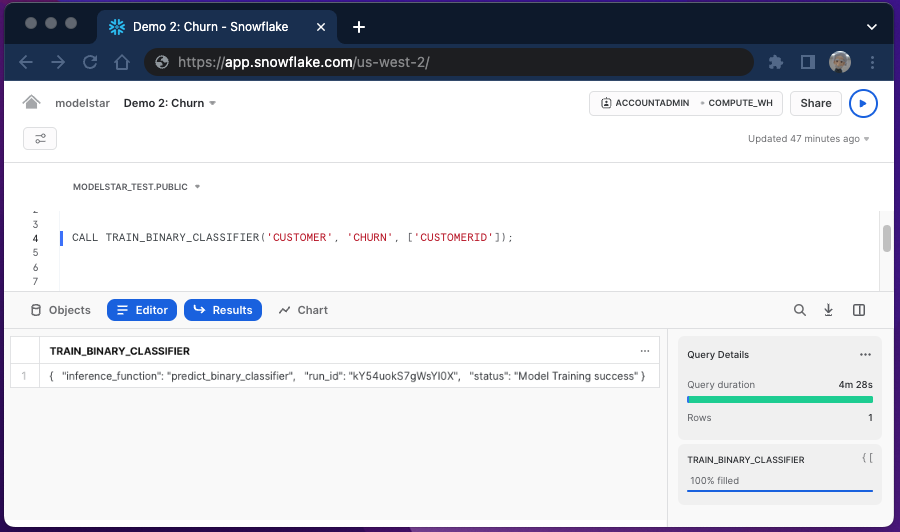 Demo 2: Churn - Snowflake
https://app.snowflake.com/us-west-2/
modelstar Demo 2: Churn
ACCOUNTADMIN COMPUTE_WH Share
Updated 47 minutes ago
MODELSTAR_TEST.PUBLIC
3
4 CALL TRAIN_BINARY_CLASSIFIER('CUSTOMER', 'CHURN', ['CUSTOMERID']);
5
6
7
Objects Editor Results Chart
TRAIN_BINARY_CLASSIFIER ...
1 { "inference_function": "predict_binary_classifier", "run_id": "kY54uokS7gWsYI0X", "status": "Model Training success" }
Query Details ...
Query duration 4m 28s
Rows 1
TRAIN_BINARY_CLASSIFIER { [
100% filled